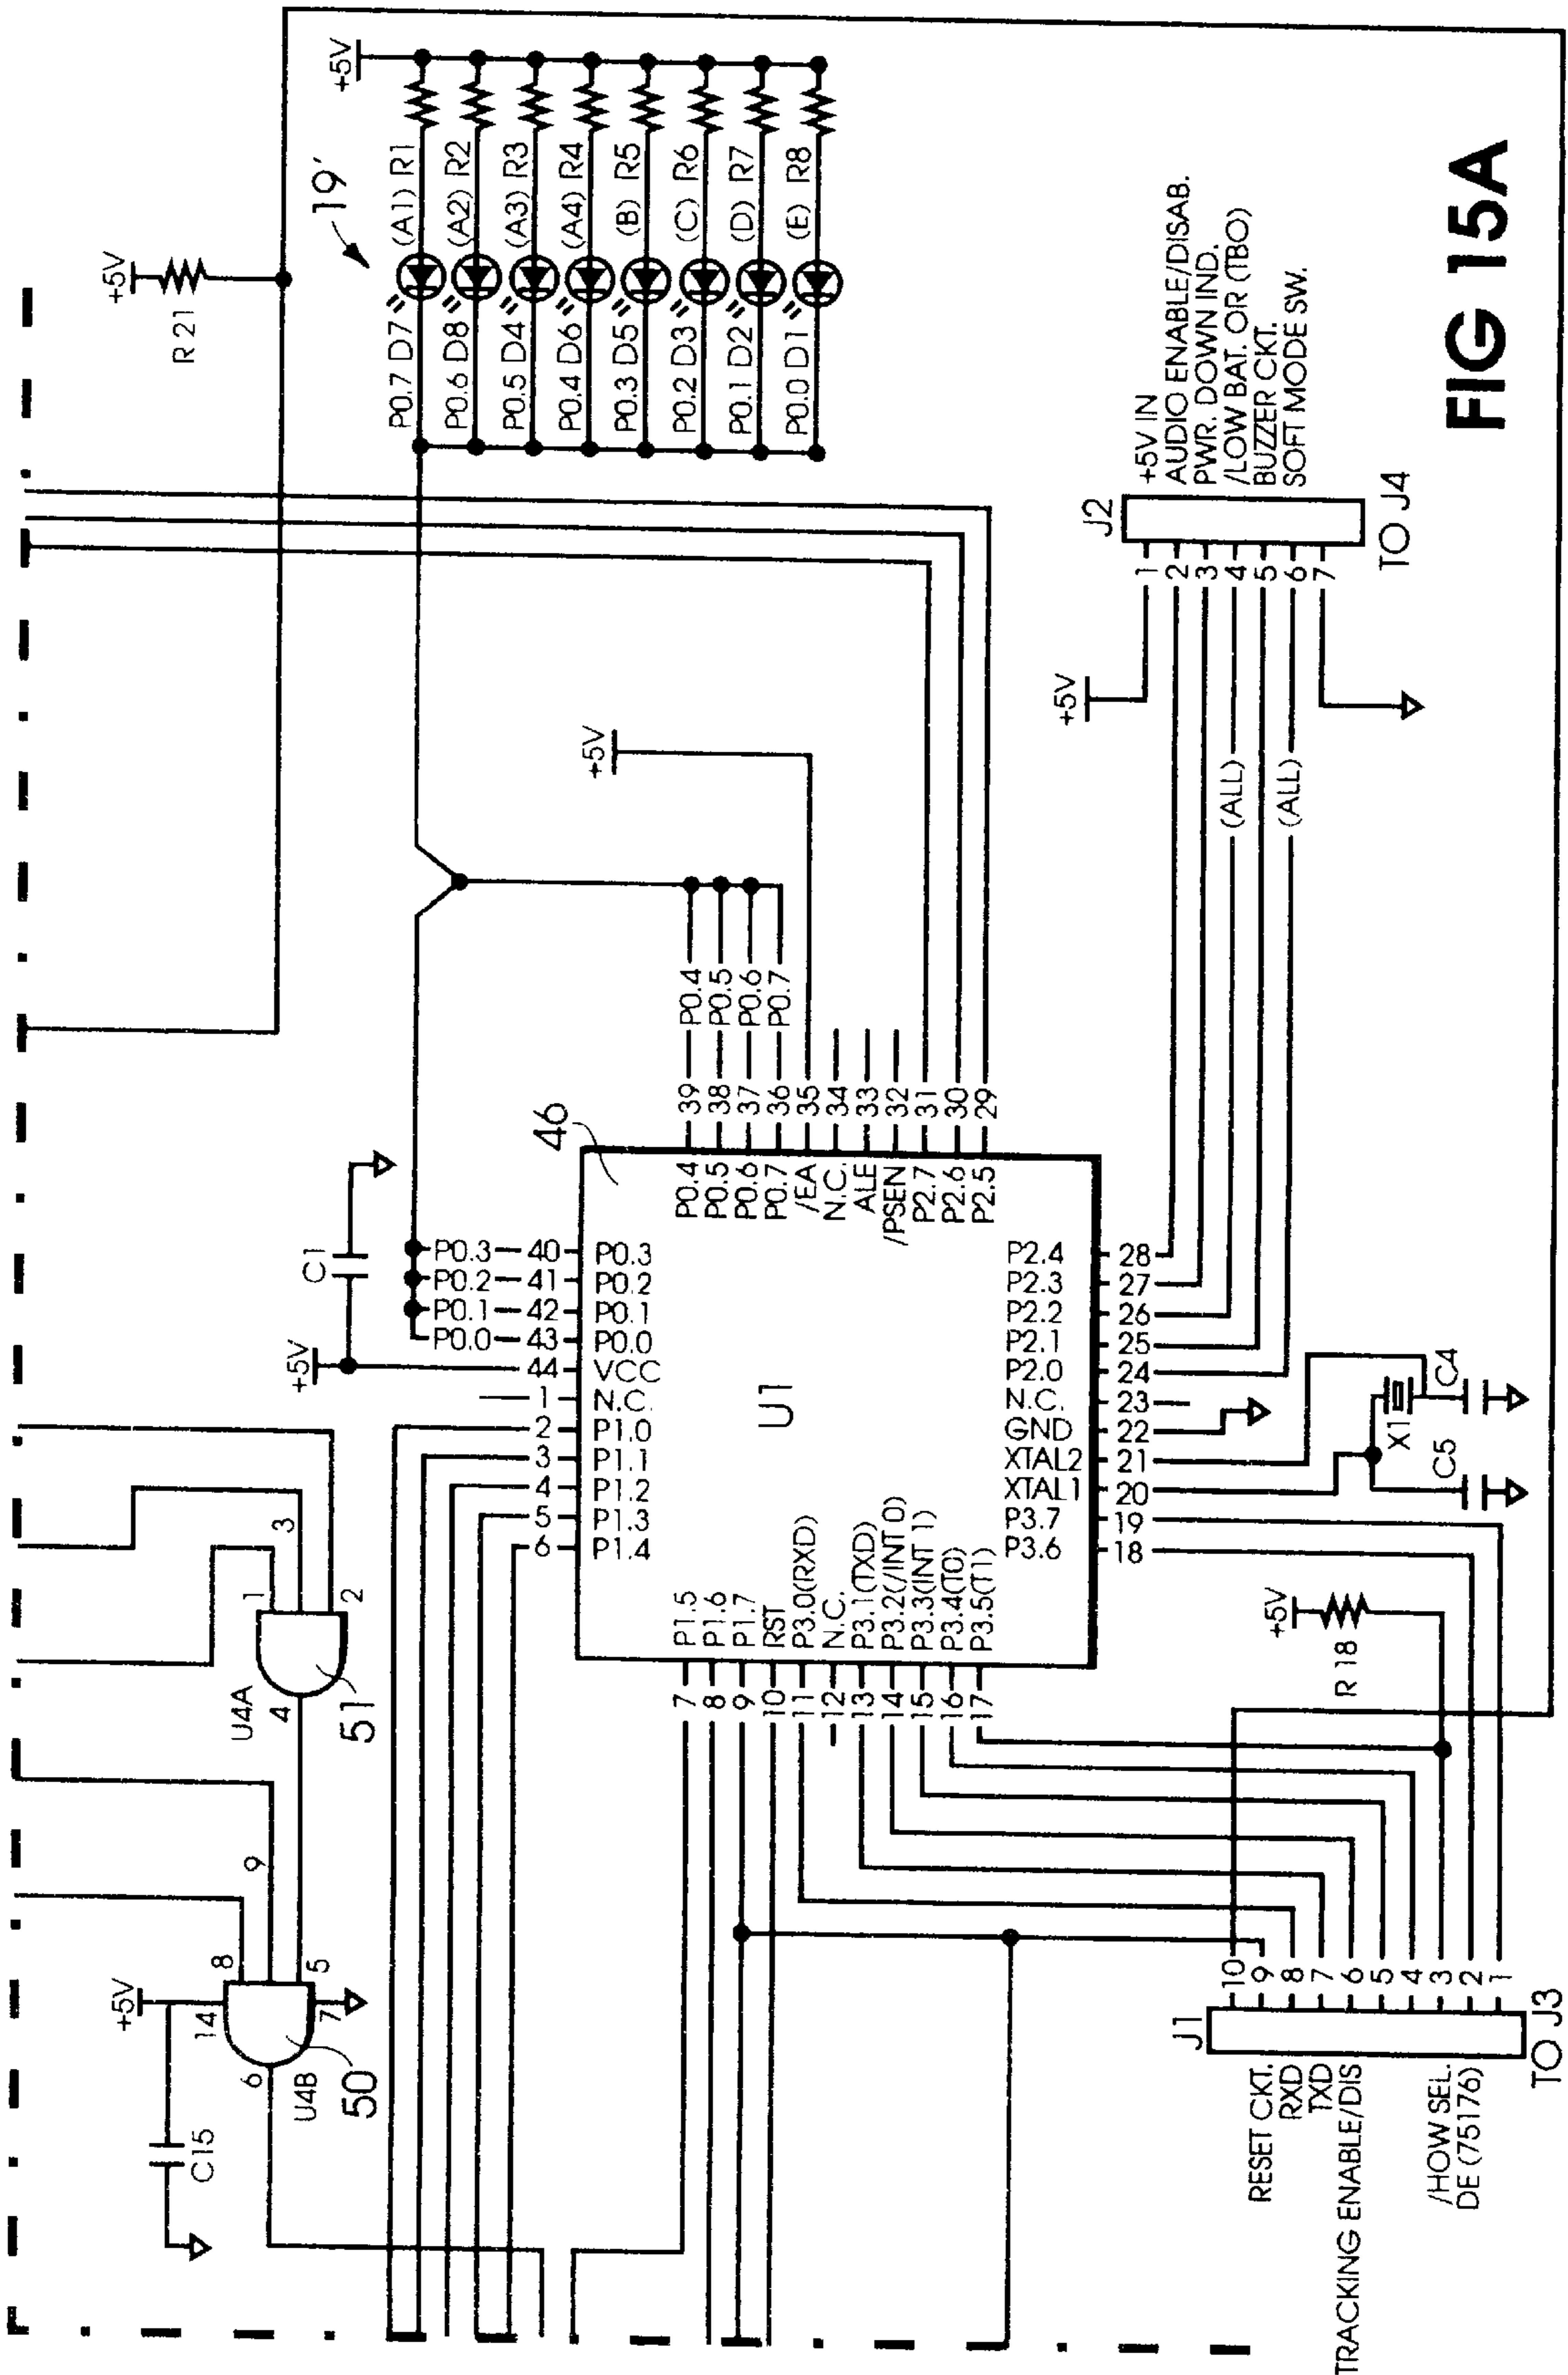 +5V
R 21
+5V
19'
P0.7 D7 (A1) R1
P0.6 D8 (A2) R2
P0.5 D4 (A3) R3
P0.4 D6 (A4) R4
P0.3 D5 (B) R5
P0.2 D3 (C) R6
P0.1 D2 (D) R7
P0.0 D1 (E) R8
+5V
14
C15
8
9
5
7
6
U4B
50
1
3
2
U4A
4
51
+5V
C1
P0.3 40 P0.3
P0.2 41 P0.2
P0.1 42 P0.1
P0.0 43 P0.0
44 VCC
1 N.C.
2 P1.0
3 P1.1
4 P1.2
5 P1.3
6 P1.4
46
U1
P0.4 39 P0.4
P0.5 38 P0.5
P0.6 37 P0.6
P0.7 36 P0.7
/EA 35
N.C. 34
ALE 33
/PSEN 32
P2.7 31
P2.6 30
P2.5 29
+5V
7 P1.5
8 P1.6
9 P1.7
10 RST
11 P3.0(RXD)
12 N.C.
13 P3.1(TXD)
14 P3.2(/INT 0)
15 P3.3(INT 1)
16 P3.4(T0)
17 P3.5(T1)
P2.4 28
P2.3 27
P2.2 26
P2.1 25
P2.0 24
N.C. 23
GND 22
XTAL2 21
XTAL1 20
P3.7 19
P3.6 18
X1
C4
C5
+5V
R 18
(ALL)
(ALL)
+5V
J2
1 +5V IN
2 AUDIO ENABLE/DISAB.
3 PWR. DOWN IND.
4 /LOW BAT. OR (TBO)
5 BUZZER CKT.
6 SOFT MODE SW.
7
TO J4
J1
10
RESET CKT. 9
RXD 8
TXD 7
TRACKING ENABLE/DIS 6
5
4
/HOW SEL. 3
DE (75176) 2
1
TO J3
FIG 15A